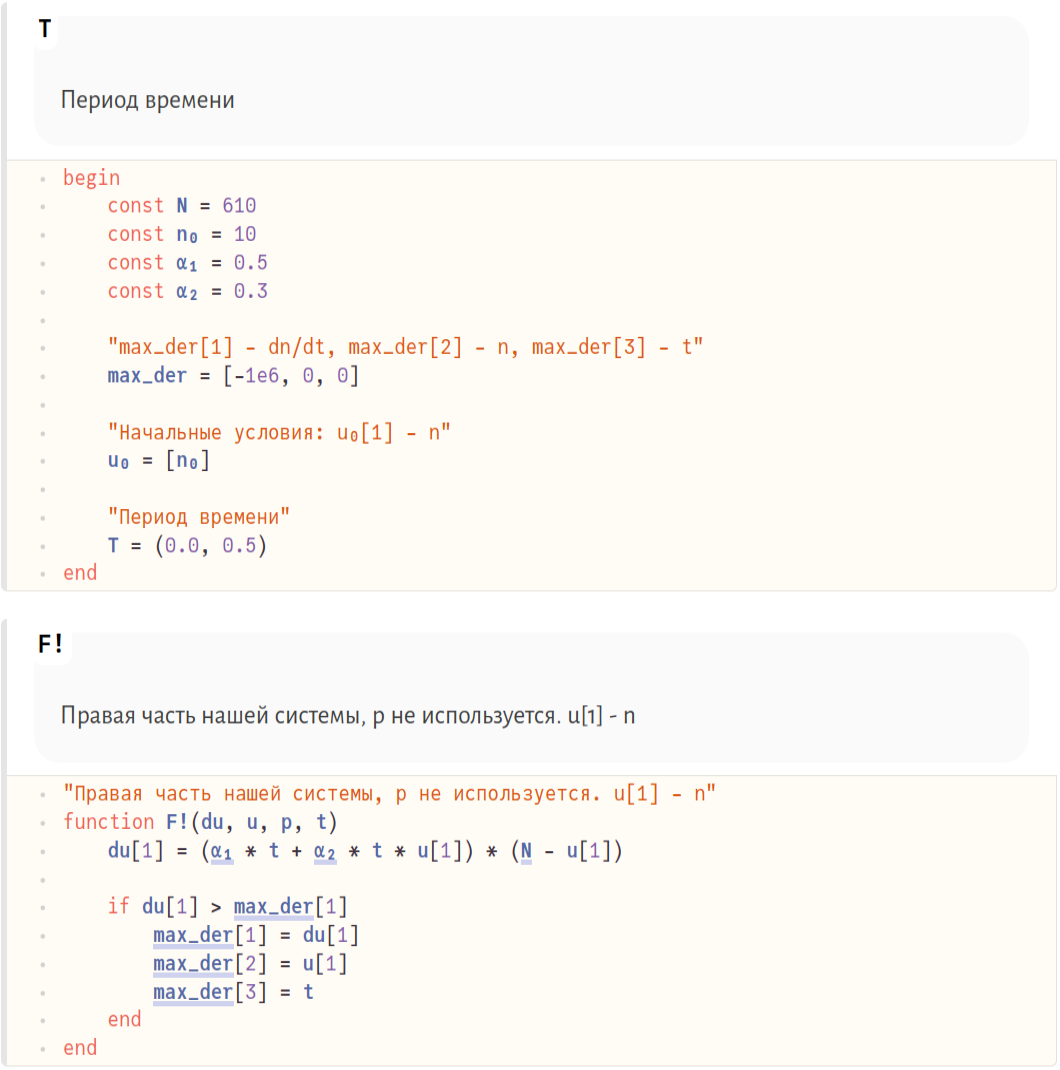 T
Период времени
begin
const N = 610
const n₀ = 10
const α₁ = 0.5
const α₂ = 0.3
"max_der[1] - dn/dt, max_der[2] - n, max_der[3] - t"
max_der = [-1e6, 0, 0]
"Начальные условия: u₀[1] - n"
u₀ = [n₀]
"Период времени"
T = (0.0, 0.5)
end
F!
Правая часть нашей системы, p не используется. u[1] - n
"Правая часть нашей системы, p не используется. u[1] - n"
function F!(du, u, p, t)
du[1] = (α₁ * t + α₂ * t * u[1]) * (N - u[1])
if du[1] > max_der[1]
max_der[1] = du[1]
max_der[2] = u[1]
max_der[3] = t
end
end